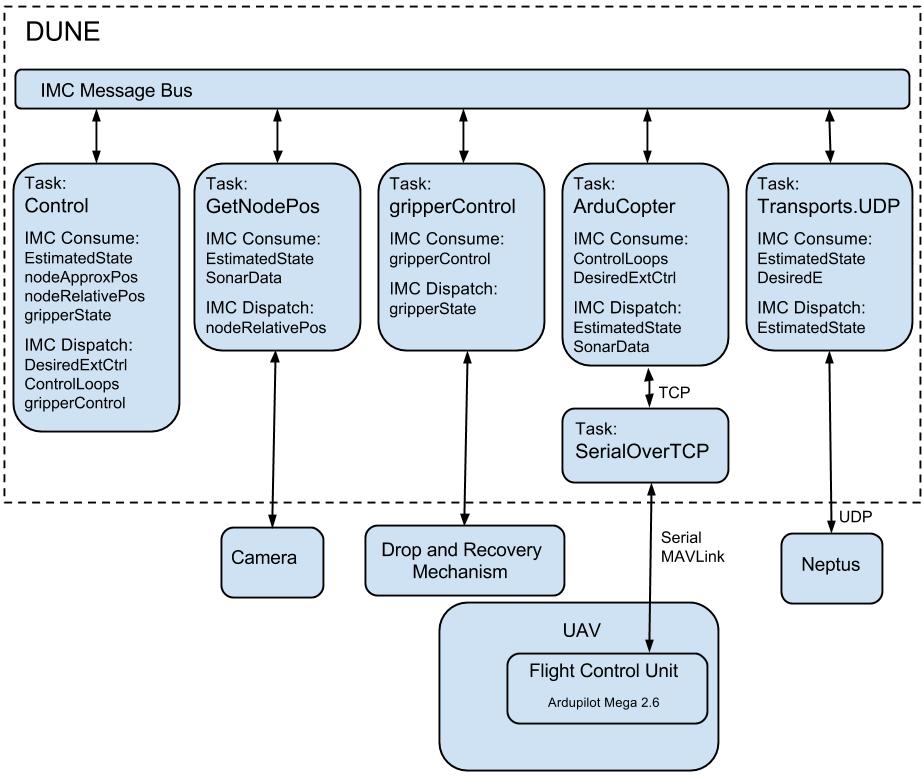 DUNE
IMC Message Bus
Task:
Control
IMC Consume:
EstimatedState
nodeApproxPos
nodeRelativePos
gripperState
IMC Dispatch:
DesiredExtCtrl
ControlLoops
gripperControl
Task:
GetNodePos
IMC Consume:
EstimatedState
SonarData
IMC Dispatch:
nodeRelativePos
Task:
gripperControl
IMC Consume:
gripperControl
IMC Dispatch:
gripperState
Task:
ArduCopter
IMC Consume:
ControlLoops
DesiredExtCtrl
IMC Dispatch:
EstimatedState
SonarData
Task:
Transports.UDP
IMC Consume:
EstimatedState
DesiredE
IMC Dispatch:
EstimatedState
TCP
Task:
SerialOverTCP
UDP
Camera
Drop and Recovery
Mechanism
Serial
MAVLink
Neptus
UAV
Flight Control Unit
Ardupilot Mega 2.6